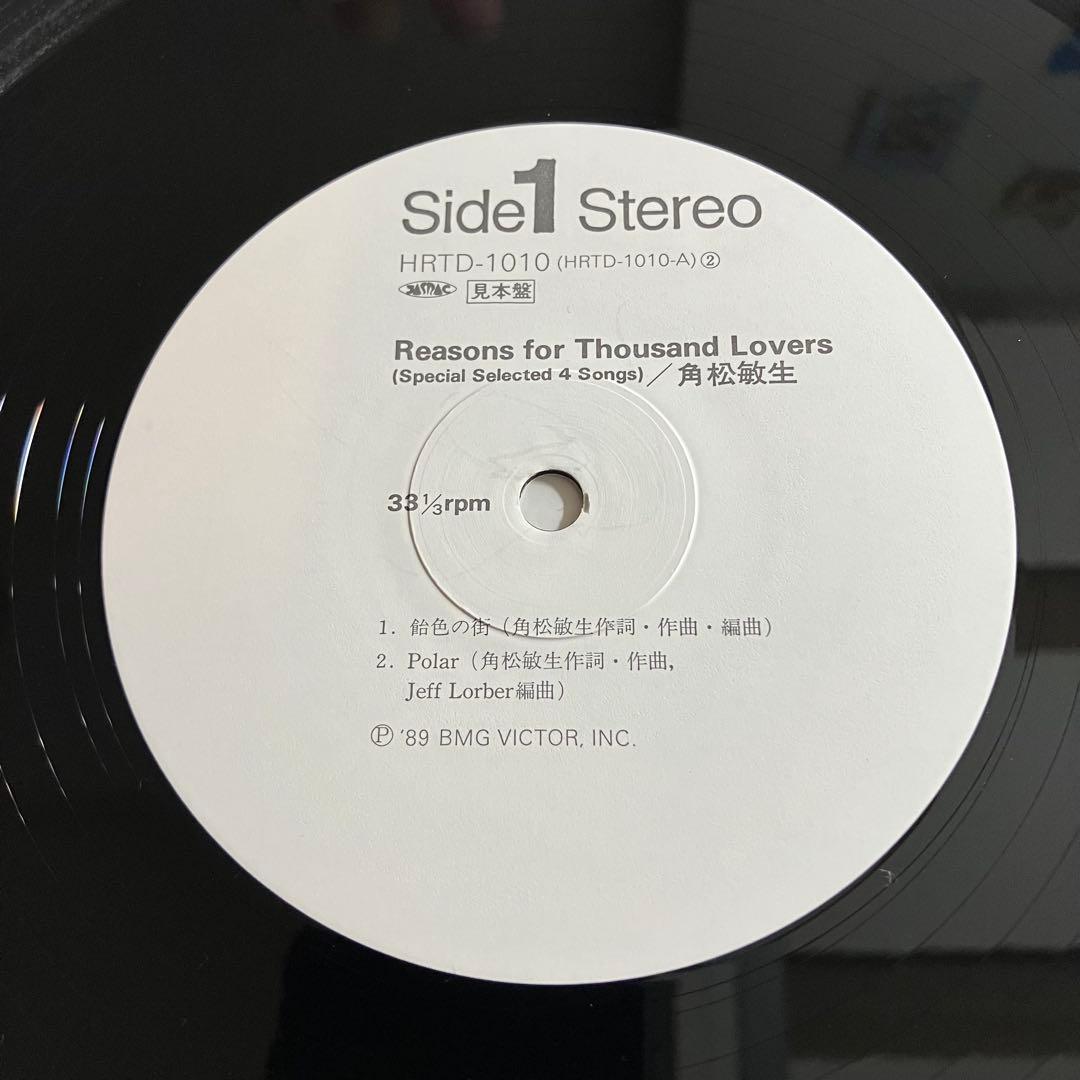 Side 1 Stereo
HRTD-1010 (HRTD-1010-A) ②
JASRAC 見本盤
Reasons for Thousand Lovers
(Special Selected 4 Songs)／角松敏生
33⅓rpm
1. 飴色の街（角松敏生作詞・作曲・編曲）
2. Polar（角松敏生作詞・作曲,
Jeff Lorber編曲）
Ⓟ '89 BMG VICTOR, INC.